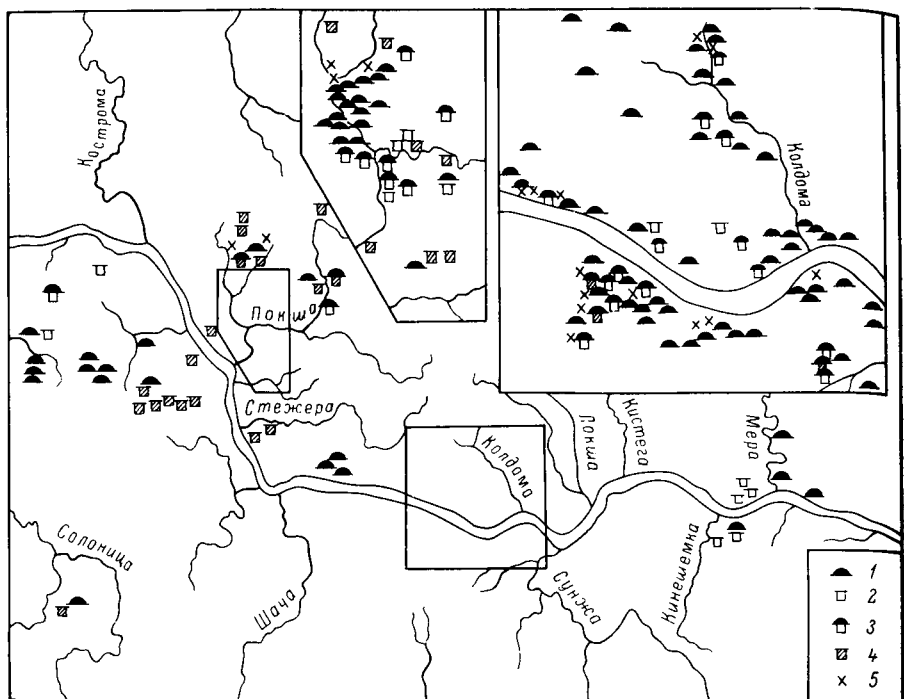 Кострома
Колдома
Покша
Стежера
Колдома
Локша
Кистега
Мера
Солоница
Шача
Сунжа
Кинешемка
1
2
3
4
5